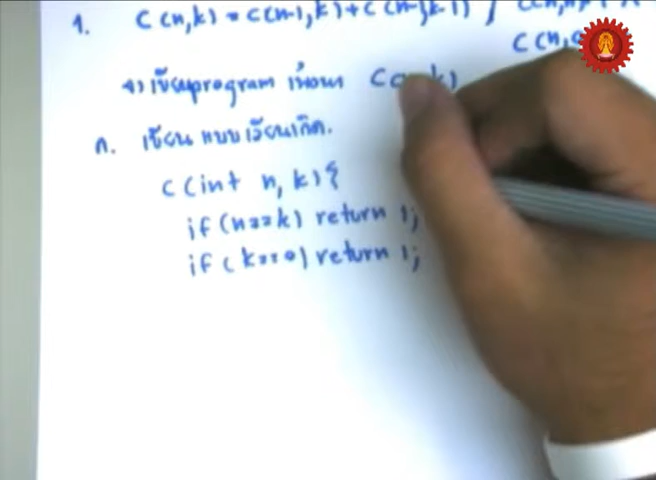 1. C(n,k) = C(n-1,k)+C(n-1,k-1) ,
จงเขียนprogram เพื่อหา
ก. เขียน แบบเวียนเกิด.
C(int n, k){
if(n==k) return 1;
if(k==0) return 1;